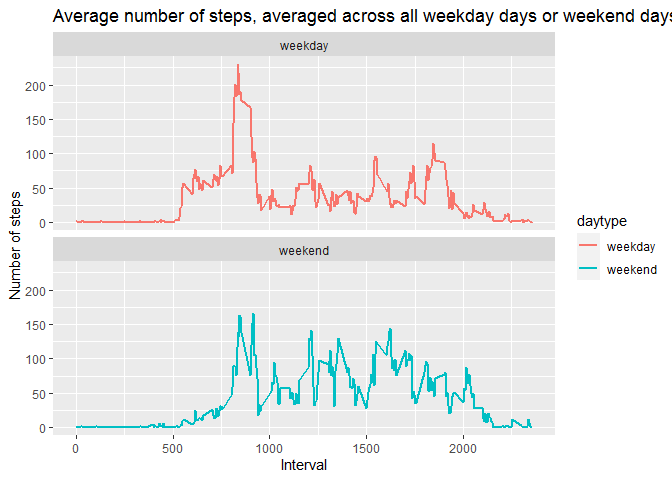 Average number of steps, averaged across all weekday days or weekend days
weekday
200
150
100
50
0
weekend
200
150
100
50
0
0 500 1000 1500 2000
Interval
Number of steps
daytype
weekday
weekend